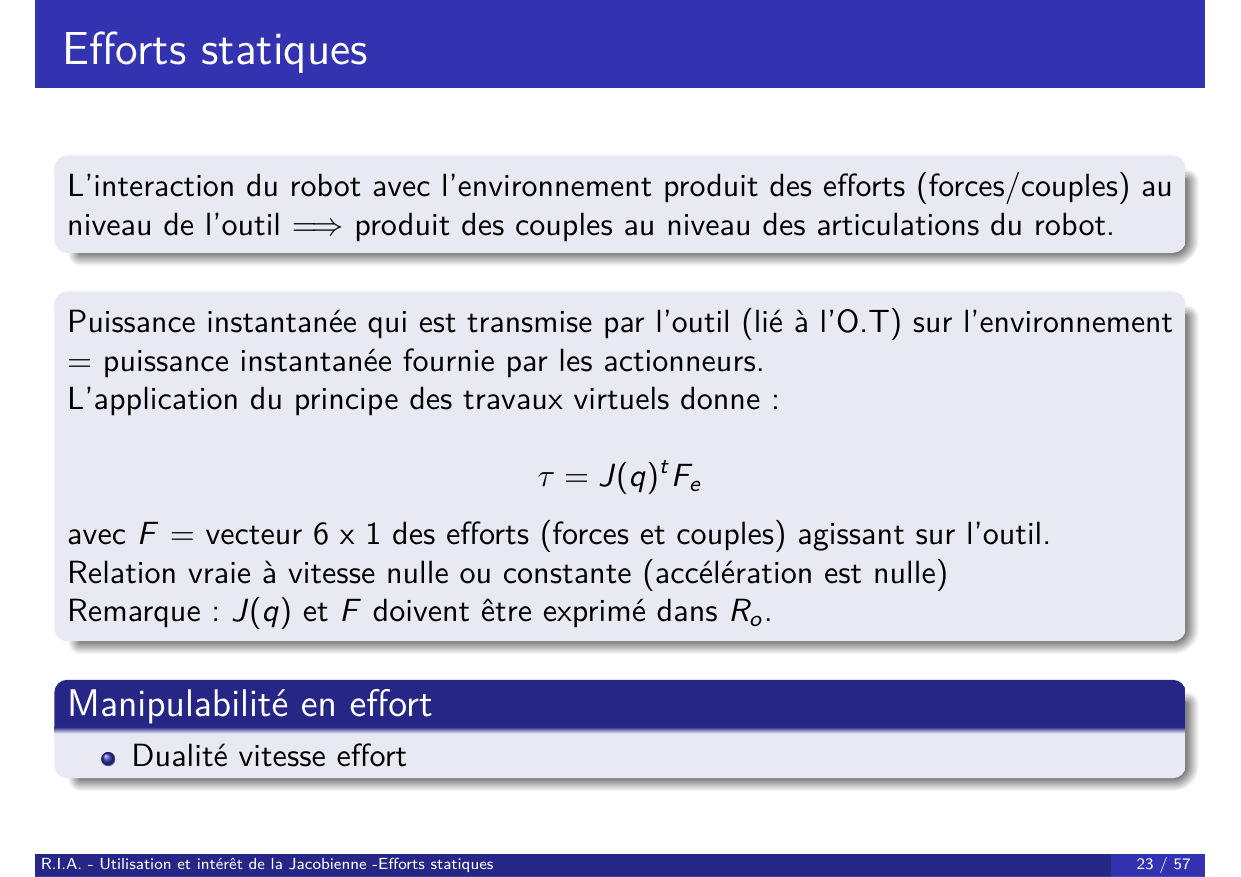 Efforts statiques
L'interaction du robot avec l'environnement produit des efforts (forces/couples) au
niveau de l'outil ⟹ produit des couples au niveau des articulations du robot.
Puissance instantanée qui est transmise par l'outil (lié à l'O.T) sur l'environnement
= puissance instantanée fournie par les actionneurs.
L'application du principe des travaux virtuels donne :
τ = J(q)^t F_e
avec F = vecteur 6 x 1 des efforts (forces et couples) agissant sur l'outil.
Relation vraie à vitesse nulle ou constante (accélération est nulle)
Remarque : J(q) et F doivent être exprimé dans R_o.
Manipulabilité en effort
Dualité vitesse effort
R.I.A. - Utilisation et intérêt de la Jacobienne -Efforts statiques
23 / 57